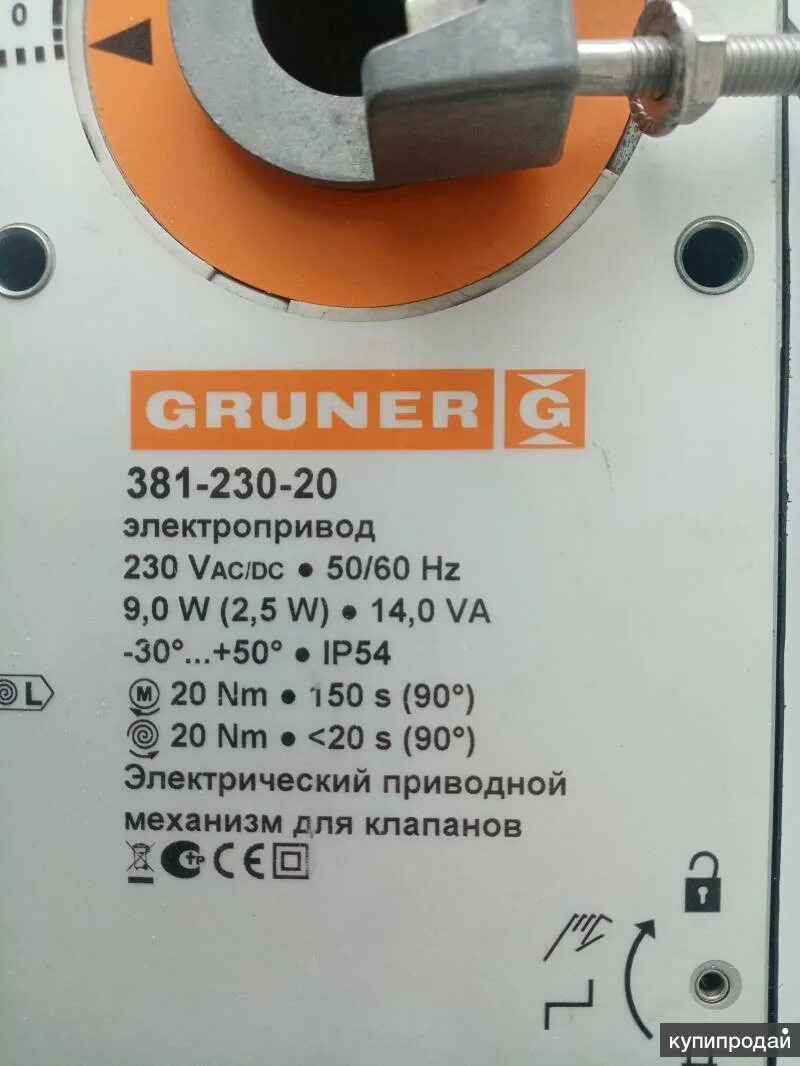 0
GRUNER G
381-230-20
электропривод
230 VAC/DC • 50/60 Hz
9,0 W (2,5 W) • 14,0 VA
-30°...+50° • IP54
L
M 20 Nm • 150 s (90°)
20 Nm • <20 s (90°)
Электрический приводной
механизм для клапанов
CE
купипродай